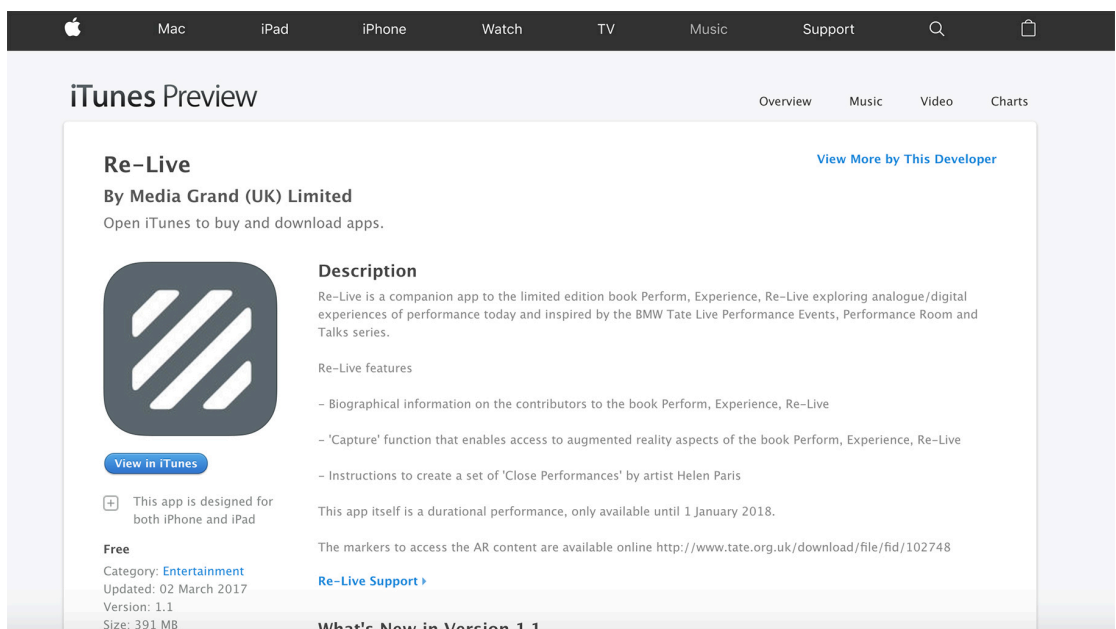 Mac iPad iPhone Watch TV Music Support
iTunes Preview
Overview Music Video Charts
Re-Live
View More by This Developer
By Media Grand (UK) Limited
Open iTunes to buy and download apps.
View in iTunes
This app is designed for
both iPhone and iPad
Free
Category: Entertainment
Updated: 02 March 2017
Version: 1.1
Size: 391 MB
Description
Re-Live is a companion app to the limited edition book Perform, Experience, Re-Live exploring analogue/digital
experiences of performance today and inspired by the BMW Tate Live Performance Events, Performance Room and
Talks series.
Re-Live features
- Biographical information on the contributors to the book Perform, Experience, Re-Live
- 'Capture' function that enables access to augmented reality aspects of the book Perform, Experience, Re-Live
- Instructions to create a set of 'Close Performances' by artist Helen Paris
This app itself is a durational performance, only available until 1 January 2018.
The markers to access the AR content are available online http://www.tate.org.uk/download/file/fid/102748
Re-Live Support
What's New in Version 1.1